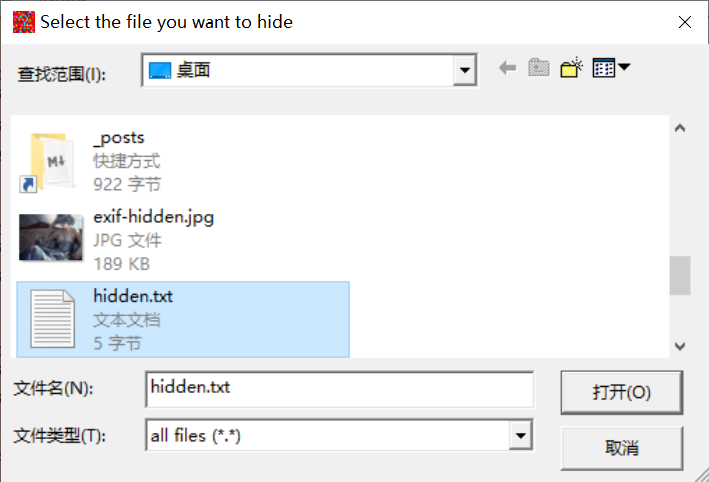 Select the file you want to hide
查找范围(I):
桌面
_posts
快捷方式
922 字节
M
exif-hidden.jpg
JPG 文件
189 KB
hidden.txt
文本文档
5 字节
文件名(N):
hidden.txt
打开(O)
文件类型(T):
all files (*.*)
取消